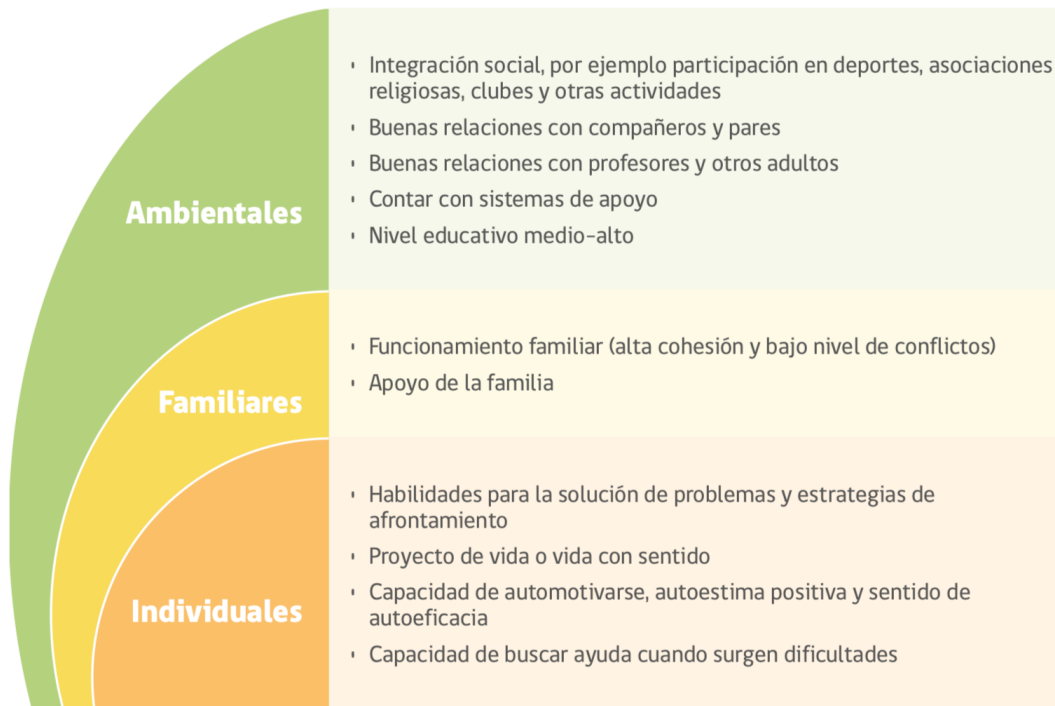 Ambientales
· Integración social, por ejemplo participación en deportes, asociaciones
religiosas, clubes y otras actividades
· Buenas relaciones con compañeros y pares
· Buenas relaciones con profesores y otros adultos
· Contar con sistemas de apoyo
· Nivel educativo medio-alto
Familiares
· Funcionamiento familiar (alta cohesión y bajo nivel de conflictos)
· Apoyo de la familia
Individuales
· Habilidades para la solución de problemas y estrategias de
afrontamiento
· Proyecto de vida o vida con sentido
· Capacidad de automotivarse, autoestima positiva y sentido de
autoeficacia
· Capacidad de buscar ayuda cuando surgen dificultades